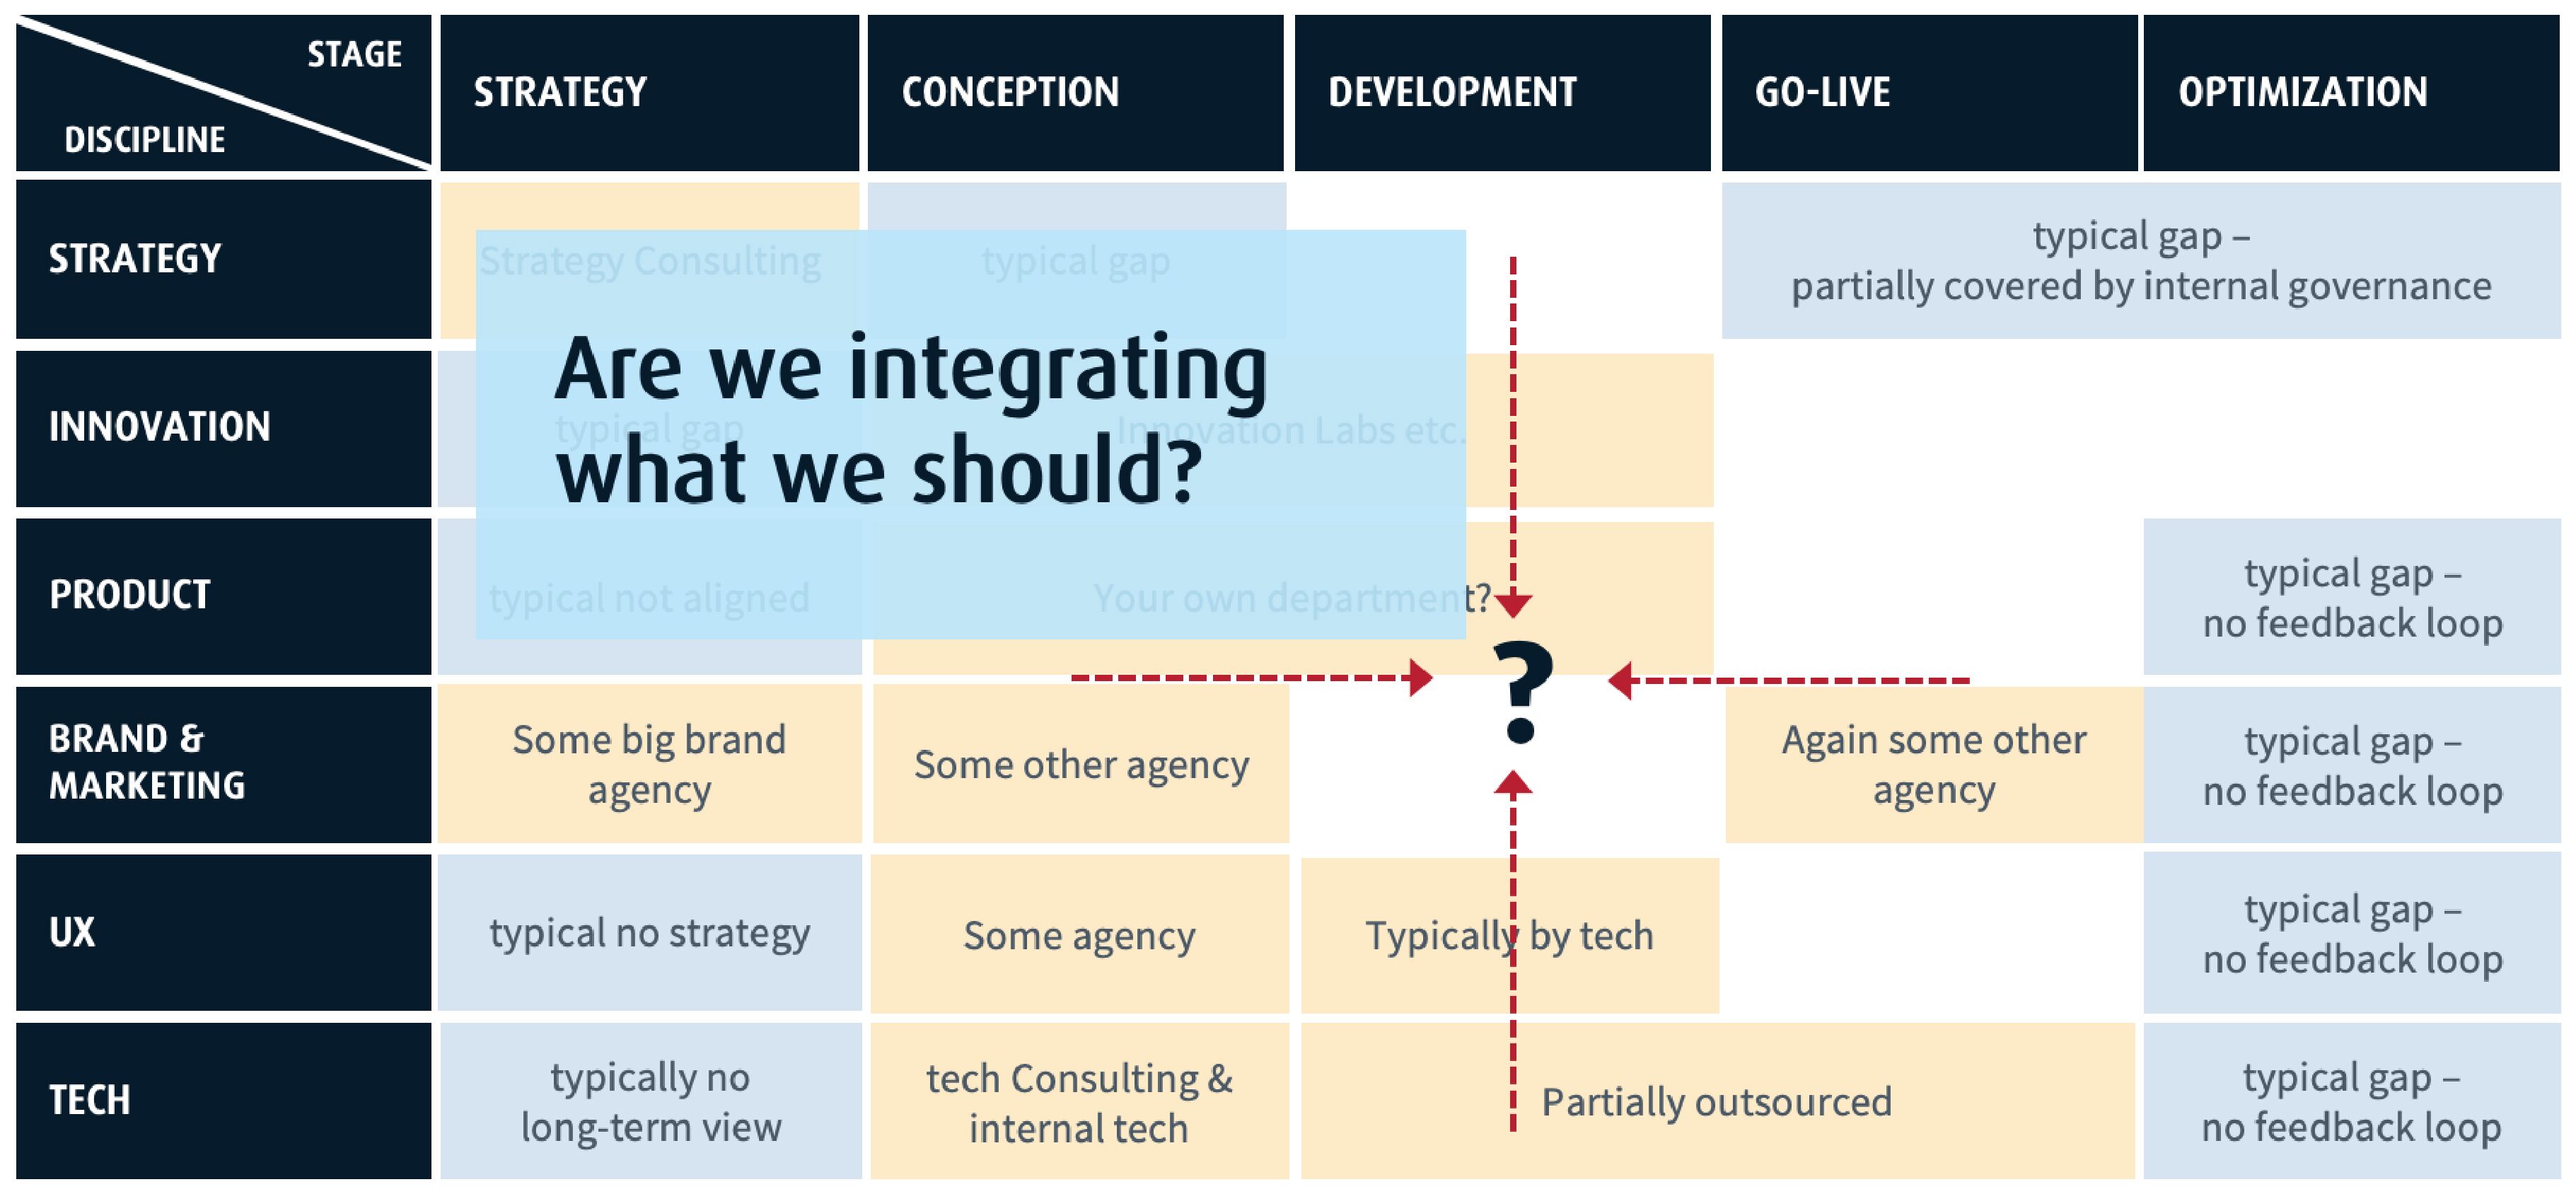 STAGE
DISCIPLINE
STRATEGY
CONCEPTION
DEVELOPMENT
GO-LIVE
OPTIMIZATION
STRATEGY
Strategy Consulting
typical gap
typical gap –
partially covered by internal governance
Are we integrating
what we should?
INNOVATION
typical gap
Innovation Labs etc.
PRODUCT
typical not aligned
Your own department?
typical gap –
no feedback loop
?
BRAND &
MARKETING
Some big brand
agency
Some other agency
Again some other
agency
typical gap –
no feedback loop
UX
typical no strategy
Some agency
Typically by tech
typical gap –
no feedback loop
TECH
typically no
long-term view
tech Consulting &
internal tech
Partially outsourced
typical gap –
no feedback loop